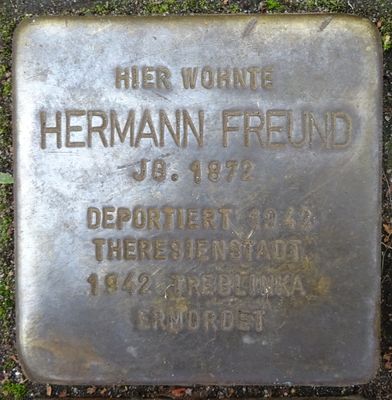 HIER WOHNTE
HERMANN FREUND
JG. 1872
DEPORTIERT 1942
THERESIENSTADT
1942 TREBLINKA
ERMORDET